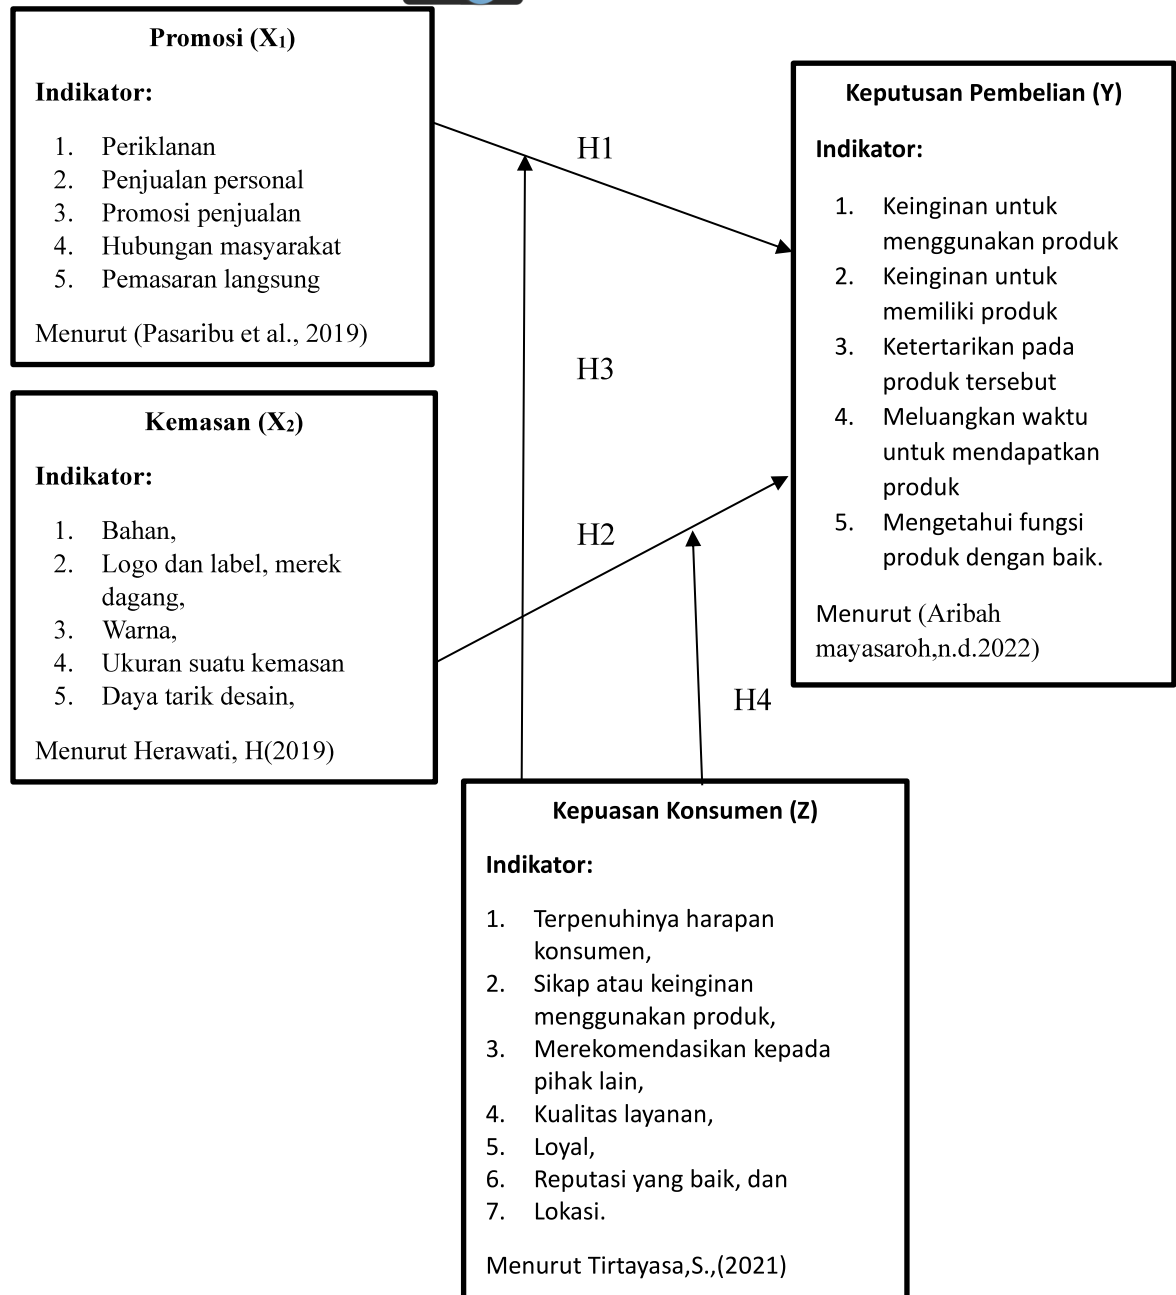 Promosi (X₁)
Indikator:
1. Periklanan
2. Penjualan personal
3. Promosi penjualan
4. Hubungan masyarakat
5. Pemasaran langsung
Menurut (Pasaribu et al., 2019)
Kemasan (X₂)
Indikator:
1. Bahan,
2. Logo dan label, merek
dagang,
3. Warna,
4. Ukuran suatu kemasan
5. Daya tarik desain,
Menurut Herawati, H(2019)
H1
H3
H2
H4
Keputusan Pembelian (Y)
Indikator:
1. Keinginan untuk
menggunakan produk
2. Keinginan untuk
memiliki produk
3. Ketertarikan pada
produk tersebut
4. Meluangkan waktu
untuk mendapatkan
produk
5. Mengetahui fungsi
produk dengan baik.
Menurut (Aribah
mayasaroh,n.d.2022)
Kepuasan Konsumen (Z)
Indikator:
1. Terpenuhinya harapan
konsumen,
2. Sikap atau keinginan
menggunakan produk,
3. Merekomendasikan kepada
pihak lain,
4. Kualitas layanan,
5. Loyal,
6. Reputasi yang baik, dan
7. Lokasi.
Menurut Tirtayasa,S.,(2021)